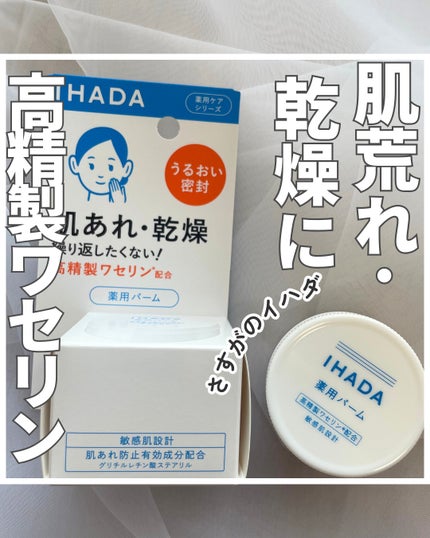 肌荒れ・
乾燥に
高精製ワセリン
さすがのイハダ
IHADA
薬用ケア
シリーズ
うるおい
密封
肌あれ・乾燥
繰り返したくない!
高精製ワセリン*配合
薬用バーム
IHADA
敏感肌設計
肌あれ防止有効成分配合
グリチルレチン酸ステアリル
IHADA
薬用バーム
高精製ワセリン*配合
敏感肌設計